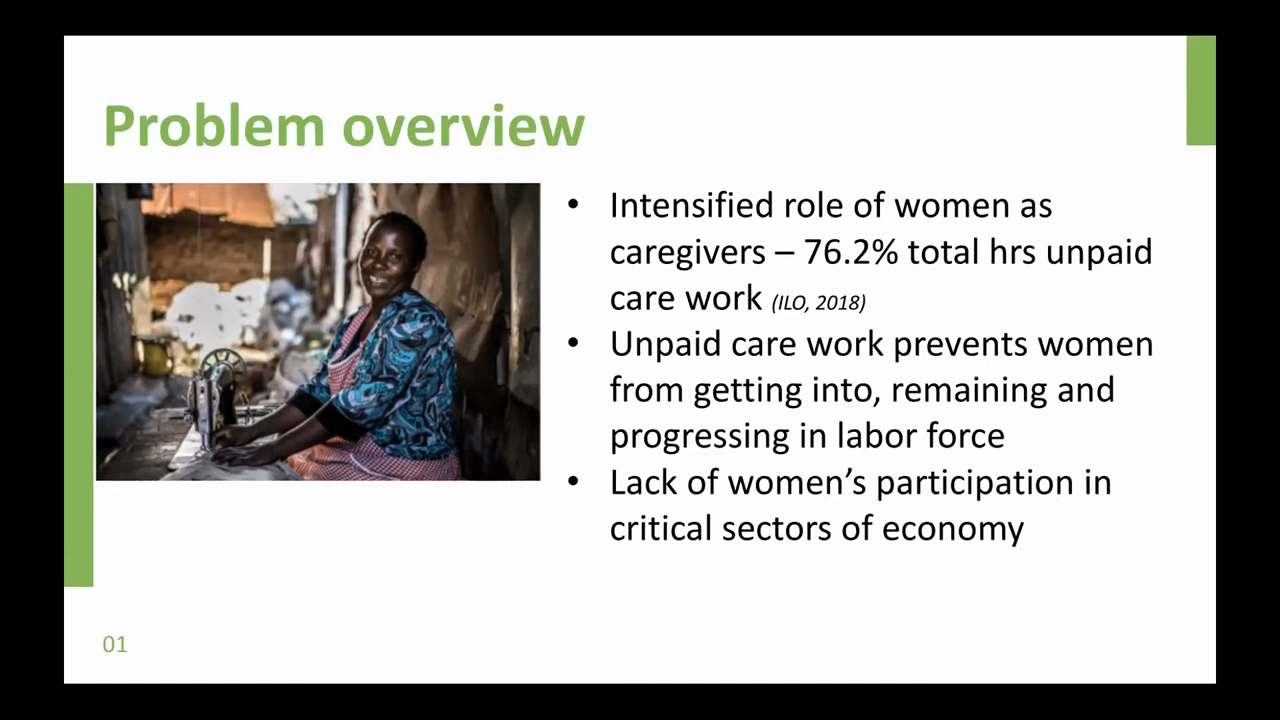 Problem overview
• Intensified role of women as
caregivers – 76.2% total hrs unpaid
care work (ILO, 2018)
• Unpaid care work prevents women
from getting into, remaining and
progressing in labor force
• Lack of women’s participation in
critical sectors of economy
01